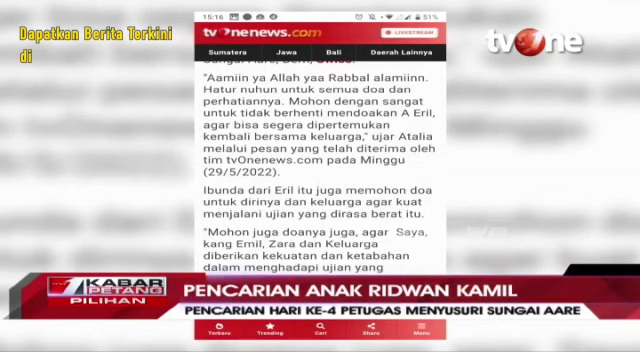 Dapatkan Berita Terkini
di
15:16
51%
tvOnenews.com
LIVESTREAM
Sumatera Jawa Bali Daerah Lainnya
tvOne
"Aamiin ya Allah yaa Rabbal alamiinn.
Hatur nuhun untuk semua doa dan
perhatiannya. Mohon dengan sangat
untuk tidak berhenti mendoakan A Eril,
agar bisa segera dipertemukan
kembali bersama keluarga," ujar Atalia
melalui pesan yang telah diterima oleh
tim tvOnenews.com pada Minggu
(29/5/2022).
Ibunda dari Eril itu juga memohon doa
untuk dirinya dan keluarga agar kuat
menjalani ujian yang dirasa berat itu.
"Mohon juga doanya juga, agar Saya,
kang Emil, Zara dan Keluarga
diberikan kekuatan dan ketabahan
dalam menghadapi ujian yang
KABAR
PETANG
PILIHAN
PENCARIAN ANAK RIDWAN KAMIL
PENCARIAN HARI KE-4 PETUGAS MENYUSURI SUNGAI AARE
Terbaru Trending Cari Share Menu